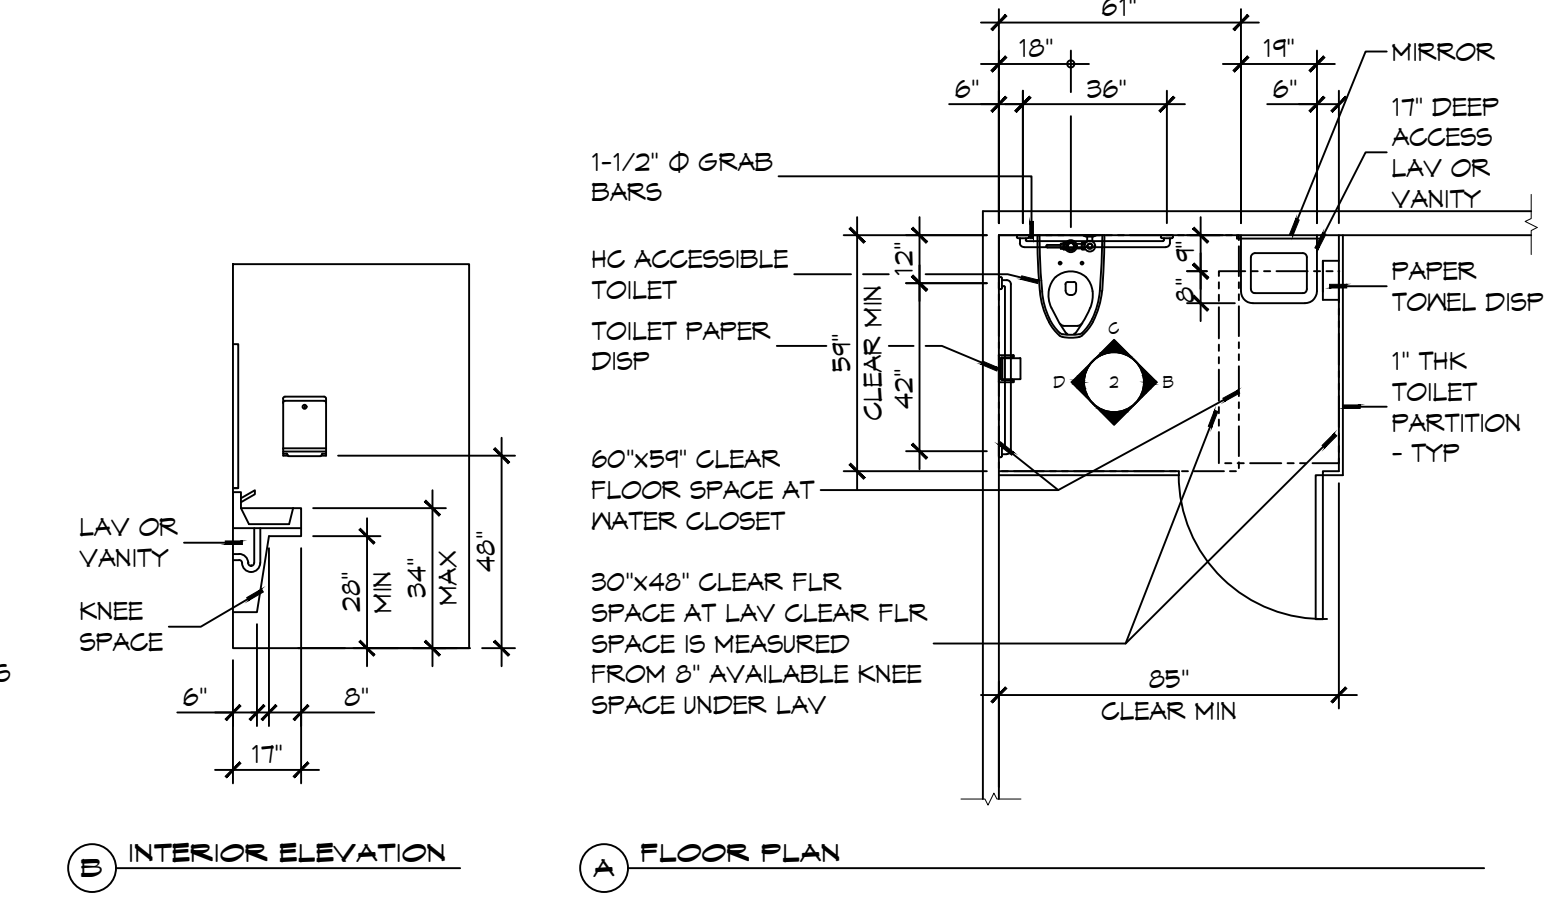 61"
18"
19"
MIRROR
6"
36"
6"
17" DEEP
ACCESS
LAV OR
VANITY
1-1/2" Φ GRAB
BARS
HC ACCESSIBLE
TOILET
TOILET PAPER
DISP
12"
9"
8"
59"
CLEAR MIN
42"
PAPER
TOWEL DISP
1" THK
TOILET
PARTITION
- TYP
C
D
2
B
60"x59" CLEAR
FLOOR SPACE AT
WATER CLOSET
30"x48" CLEAR FLR
SPACE AT LAV CLEAR FLR
SPACE IS MEASURED
FROM 8" AVAILABLE KNEE
SPACE UNDER LAV
85"
CLEAR MIN
LAV OR
VANITY
KNEE
SPACE
28"
MIN
34"
MAX
48"
S
6"
8"
17"
B INTERIOR ELEVATION
A FLOOR PLAN